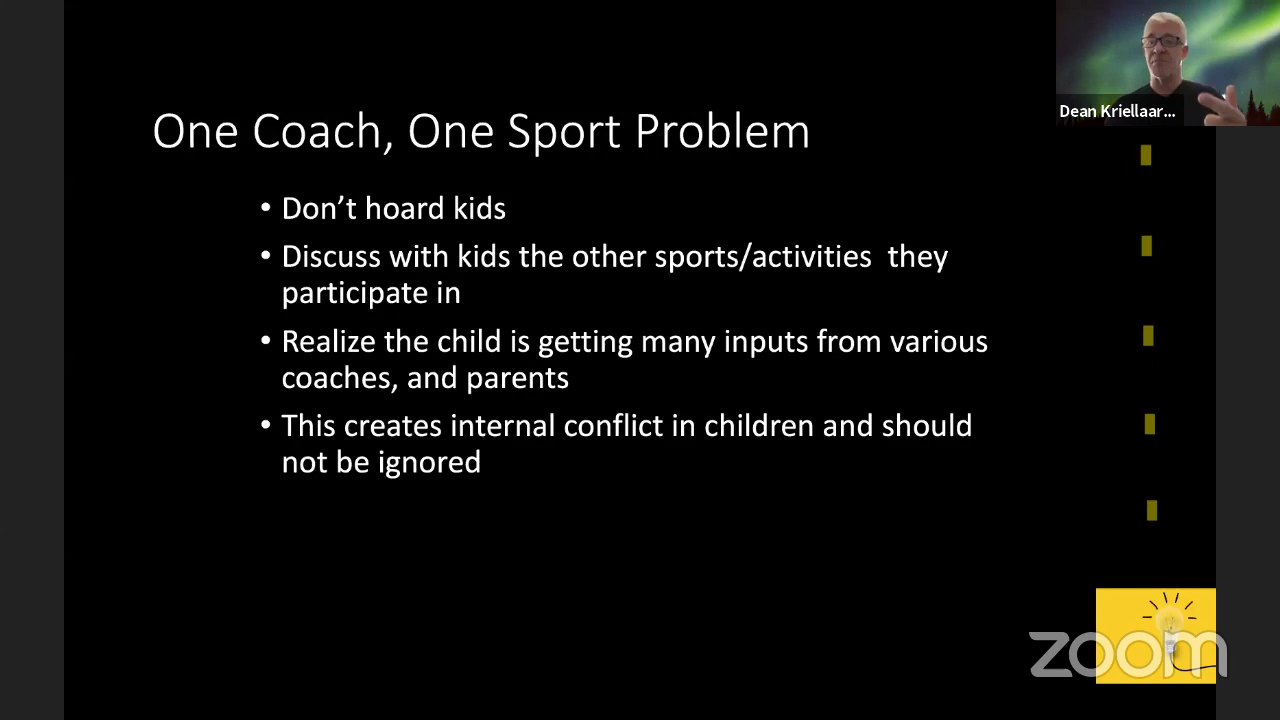 Dean Kriellaar...
One Coach, One Sport Problem
• Don’t hoard kids
• Discuss with kids the other sports/activities  they
participate in
• Realize the child is getting many inputs from various
coaches, and parents
• This creates internal conflict in children and should
not be ignored
zoom